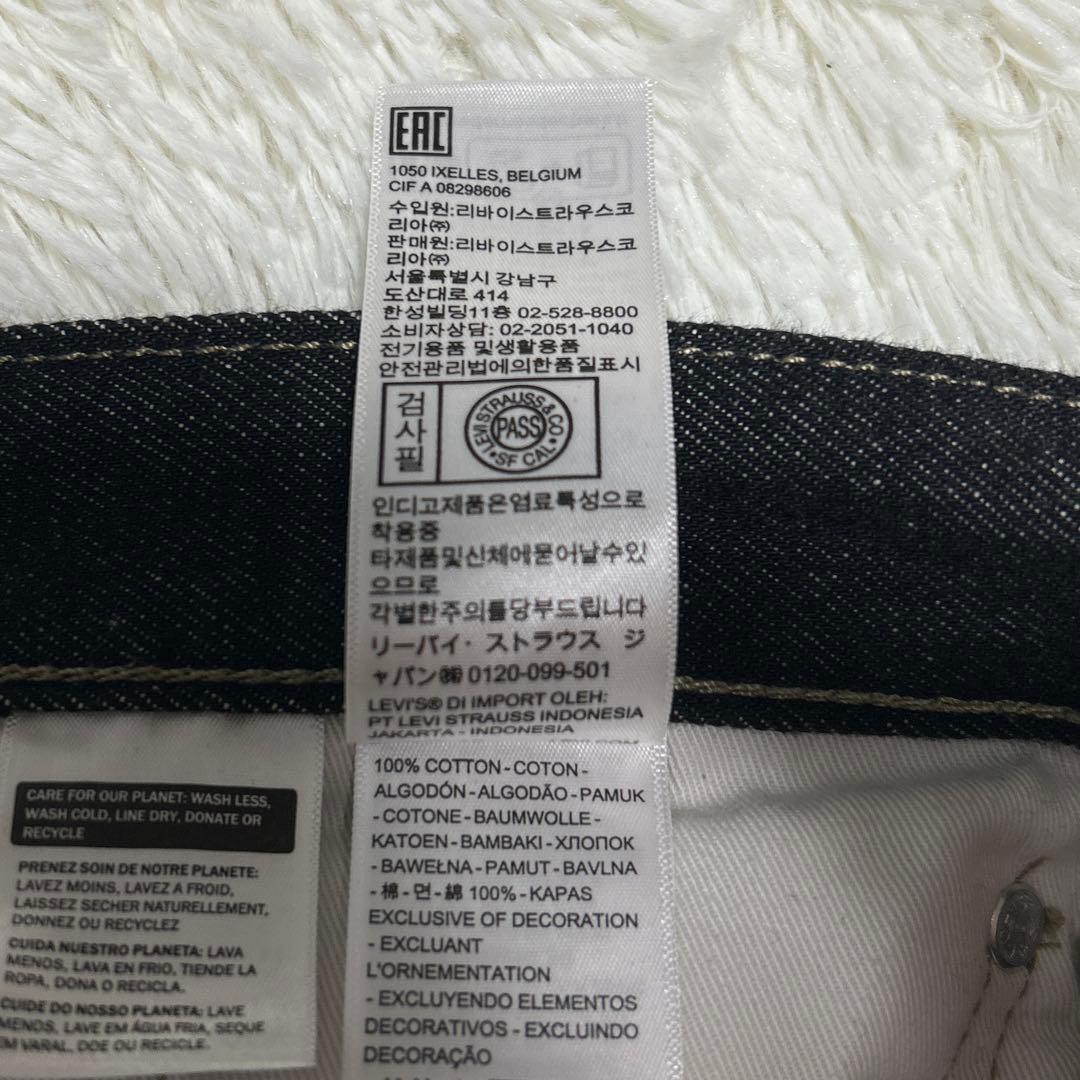 EAC
1050 IXELLES, BELGIUM
CIF A 08298606
수입원:리바이스트라우스코
리아㈜
판매원:리바이스트라우스코
리아㈜
서울특별시 강남구
도산대로 414
한성빌딩11층 02-528-8800
소비자상담: 02-2051-1040
전기용품 및생활용품
안전관리법에의한품질표시
검
사
필
LEVI STRAUSS & CO
PASS
SF CAL
인디고제품은염료특성으로
착용중
타제품및신체에묻어날수있
으므로
각별한주의를당부드립니다
リーバイ・ストラウス ジ
ャパン㈱ 0120-099-501
LEVI'S® DI IMPORT OLEH:
PT LEVI STRAUSS INDONESIA
JAKARTA - INDONESIA
100% COTTON - COTON -
ALGODÓN - ALGODÃO - PAMUK
- COTONE - BAUMWOLLE -
KATOEN - BAMBAKI - ХЛОПОК
- BAWEŁNA - PAMUT - BAVLNA
- 棉 - 면 - 綿 100% - KAPAS
EXCLUSIVE OF DECORATION
- EXCLUANT
L'ORNEMENTATION
- EXCLUYENDO ELEMENTOS
DECORATIVOS - EXCLUINDO
DECORAÇÃO
CARE FOR OUR PLANET: WASH LESS,
WASH COLD, LINE DRY, DONATE OR
RECYCLE
PRENEZ SOIN DE NOTRE PLANETE:
LAVEZ MOINS, LAVEZ A FROID,
LAISSEZ SECHER NATURELLEMENT,
DONNEZ OU RECYCLEZ
CUIDA NUESTRO PLANETA: LAVA
MENOS, LAVA EN FRIO, TIENDE LA
ROPA, DONA O RECICLA.
CUIDE DO NOSSO PLANETA: LAVE
MENOS, LAVE EM ÁGUA FRIA, SEQUE
EM VARAL, DOE OU RECICLE.